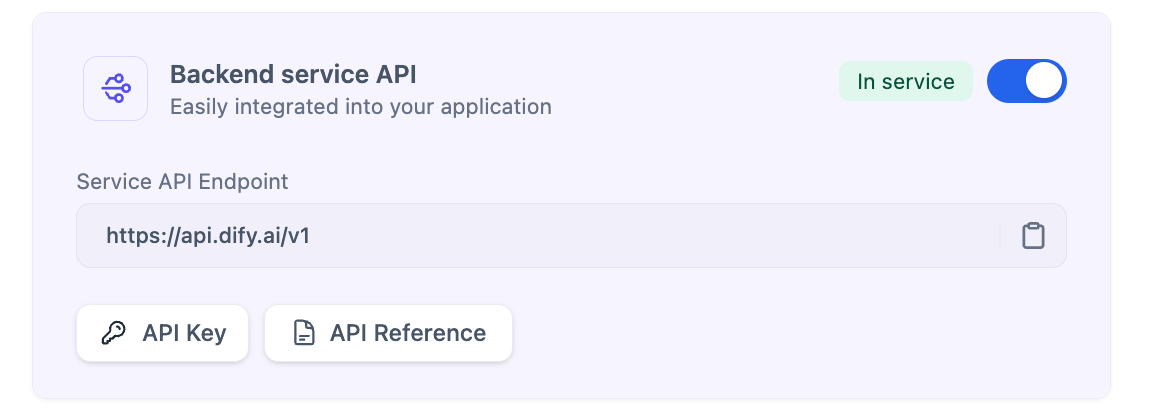 Backend service API
Easily integrated into your application
In service
Service API Endpoint
https://api.dify.ai/v1
API Key
API Reference